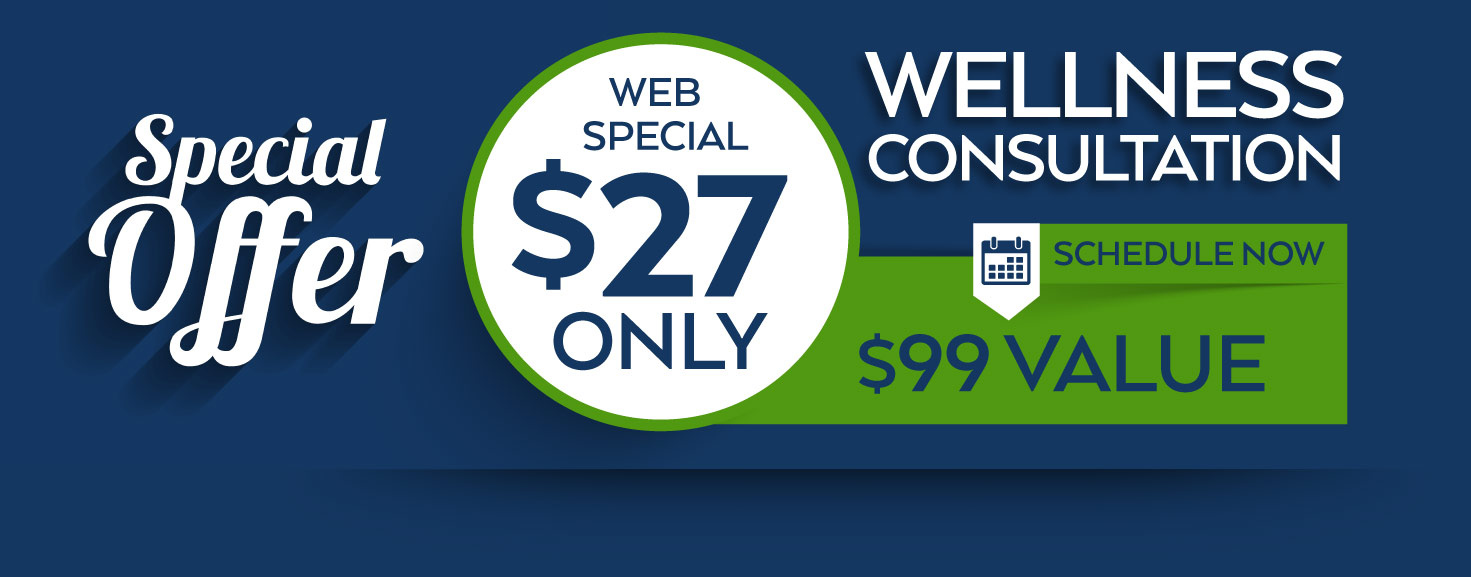 Special
Offer
WEB
SPECIAL
$27
ONLY
WELLNESS
CONSULTATION
SCHEDULE NOW
$99 VALUE